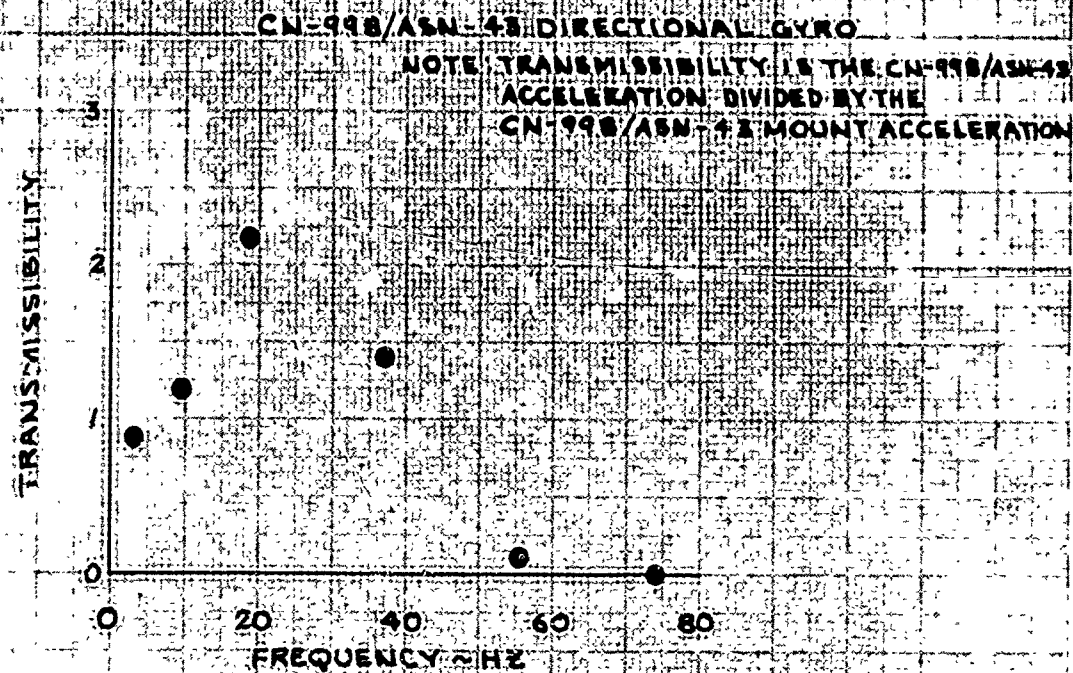 CN-998/ASN-43 DIRECTIONAL GYRO
NOTE: TRANSMISSIBILITY IS THE CN-998/ASN-43
ACCELERATION DIVIDED BY THE
CN-998/ASN-43 MOUNT ACCELERATION
3
2
1
0
TRANSMISSIBILITY
0 20 40 60 80
FREQUENCY ~ HZ